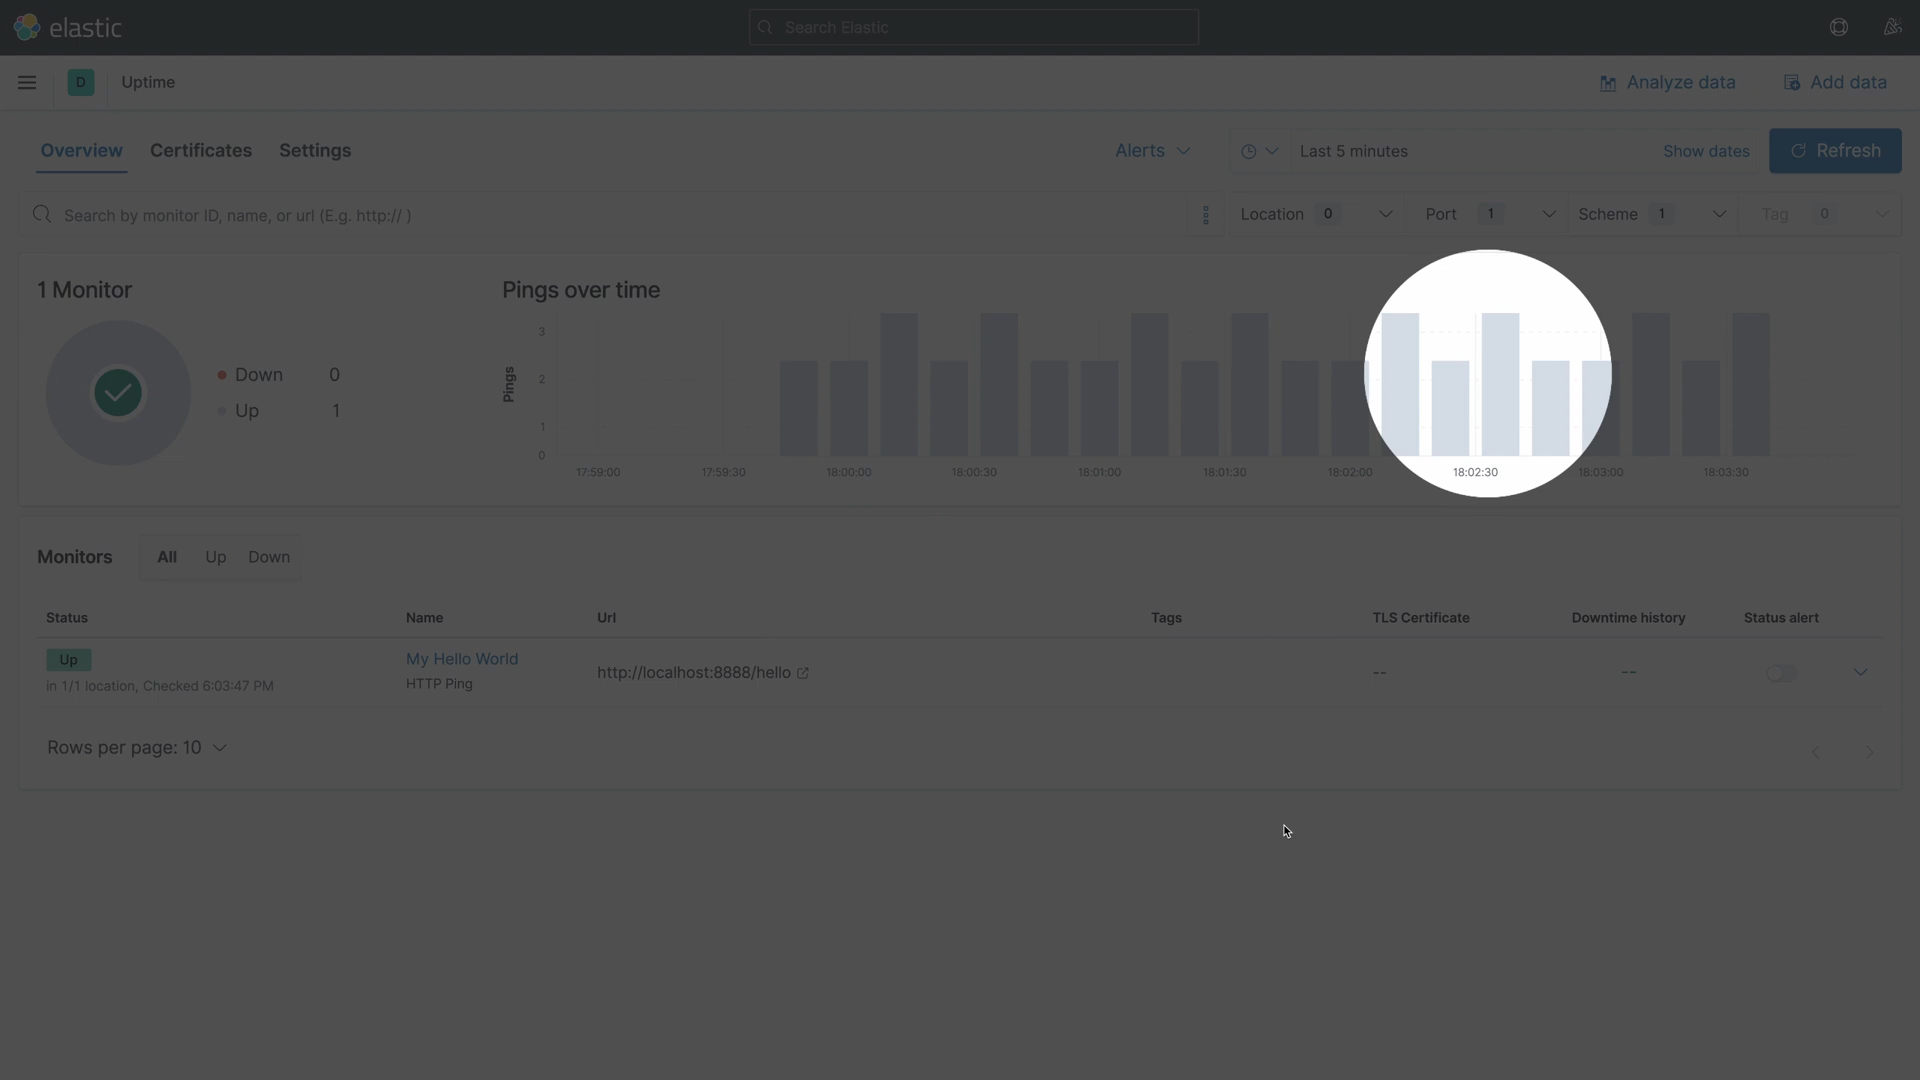 elastic
Search Elastic
D
Uptime
Analyze data
Add data
Overview
Certificates
Settings
Alerts
Last 5 minutes
Show dates
Refresh
Search by monitor ID, name, or url (E.g. http:// )
Location 0
Port 1
Scheme 1
Tag 0
1 Monitor
Down 0
Up 1
Pings over time
Pings
3
2
1
0
17:59:00 17:59:30 18:00:00 18:00:30 18:01:00 18:01:30 18:02:00 18:02:30 18:03:00 18:03:30
Monitors All Up Down
Status Name Url Tags TLS Certificate Downtime history Status alert
Up
in 1/1 location, Checked 6:03:47 PM
My Hello World
HTTP Ping
http://localhost:8888/hello
--
--
Rows per page: 10